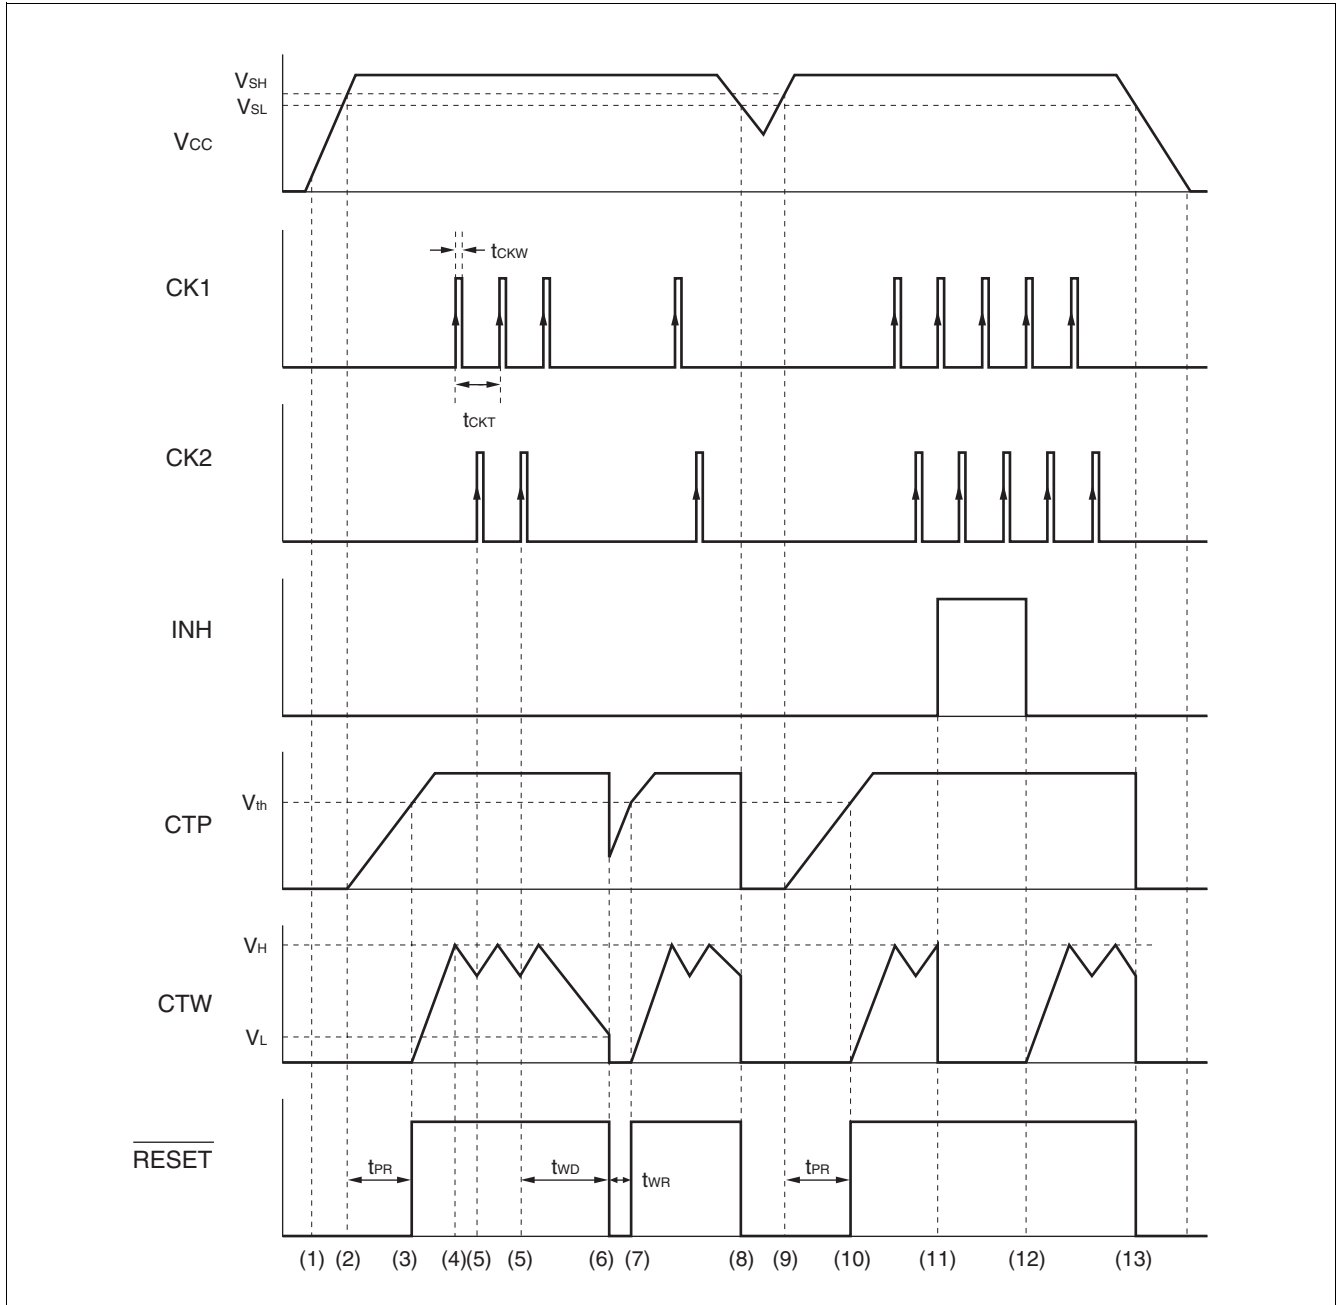 VSH
VSL
VCC
tCKW
CK1
tCKT
CK2
INH
Vth
CTP
VH
CTW
VL
RESET
tPR
tWD
tWR
tPR
(1) (2) (3) (4)(5) (5) (6) (7) (8) (9) (10) (11) (12) (13)